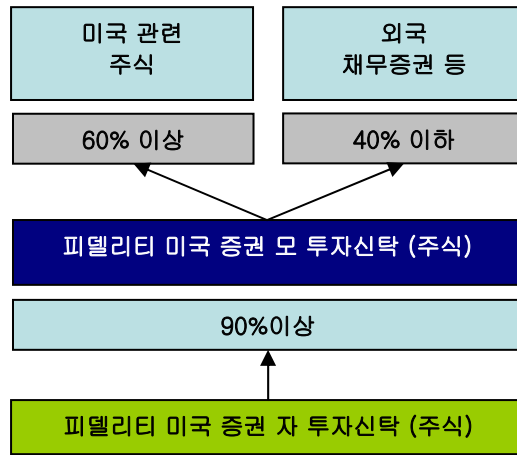 미국 관련
주식
외국
채무증권 등
60% 이상
40% 이하
피델리티 미국 증권 모 투자신탁 (주식)
90%이상
피델리티 미국 증권 자 투자신탁 (주식)